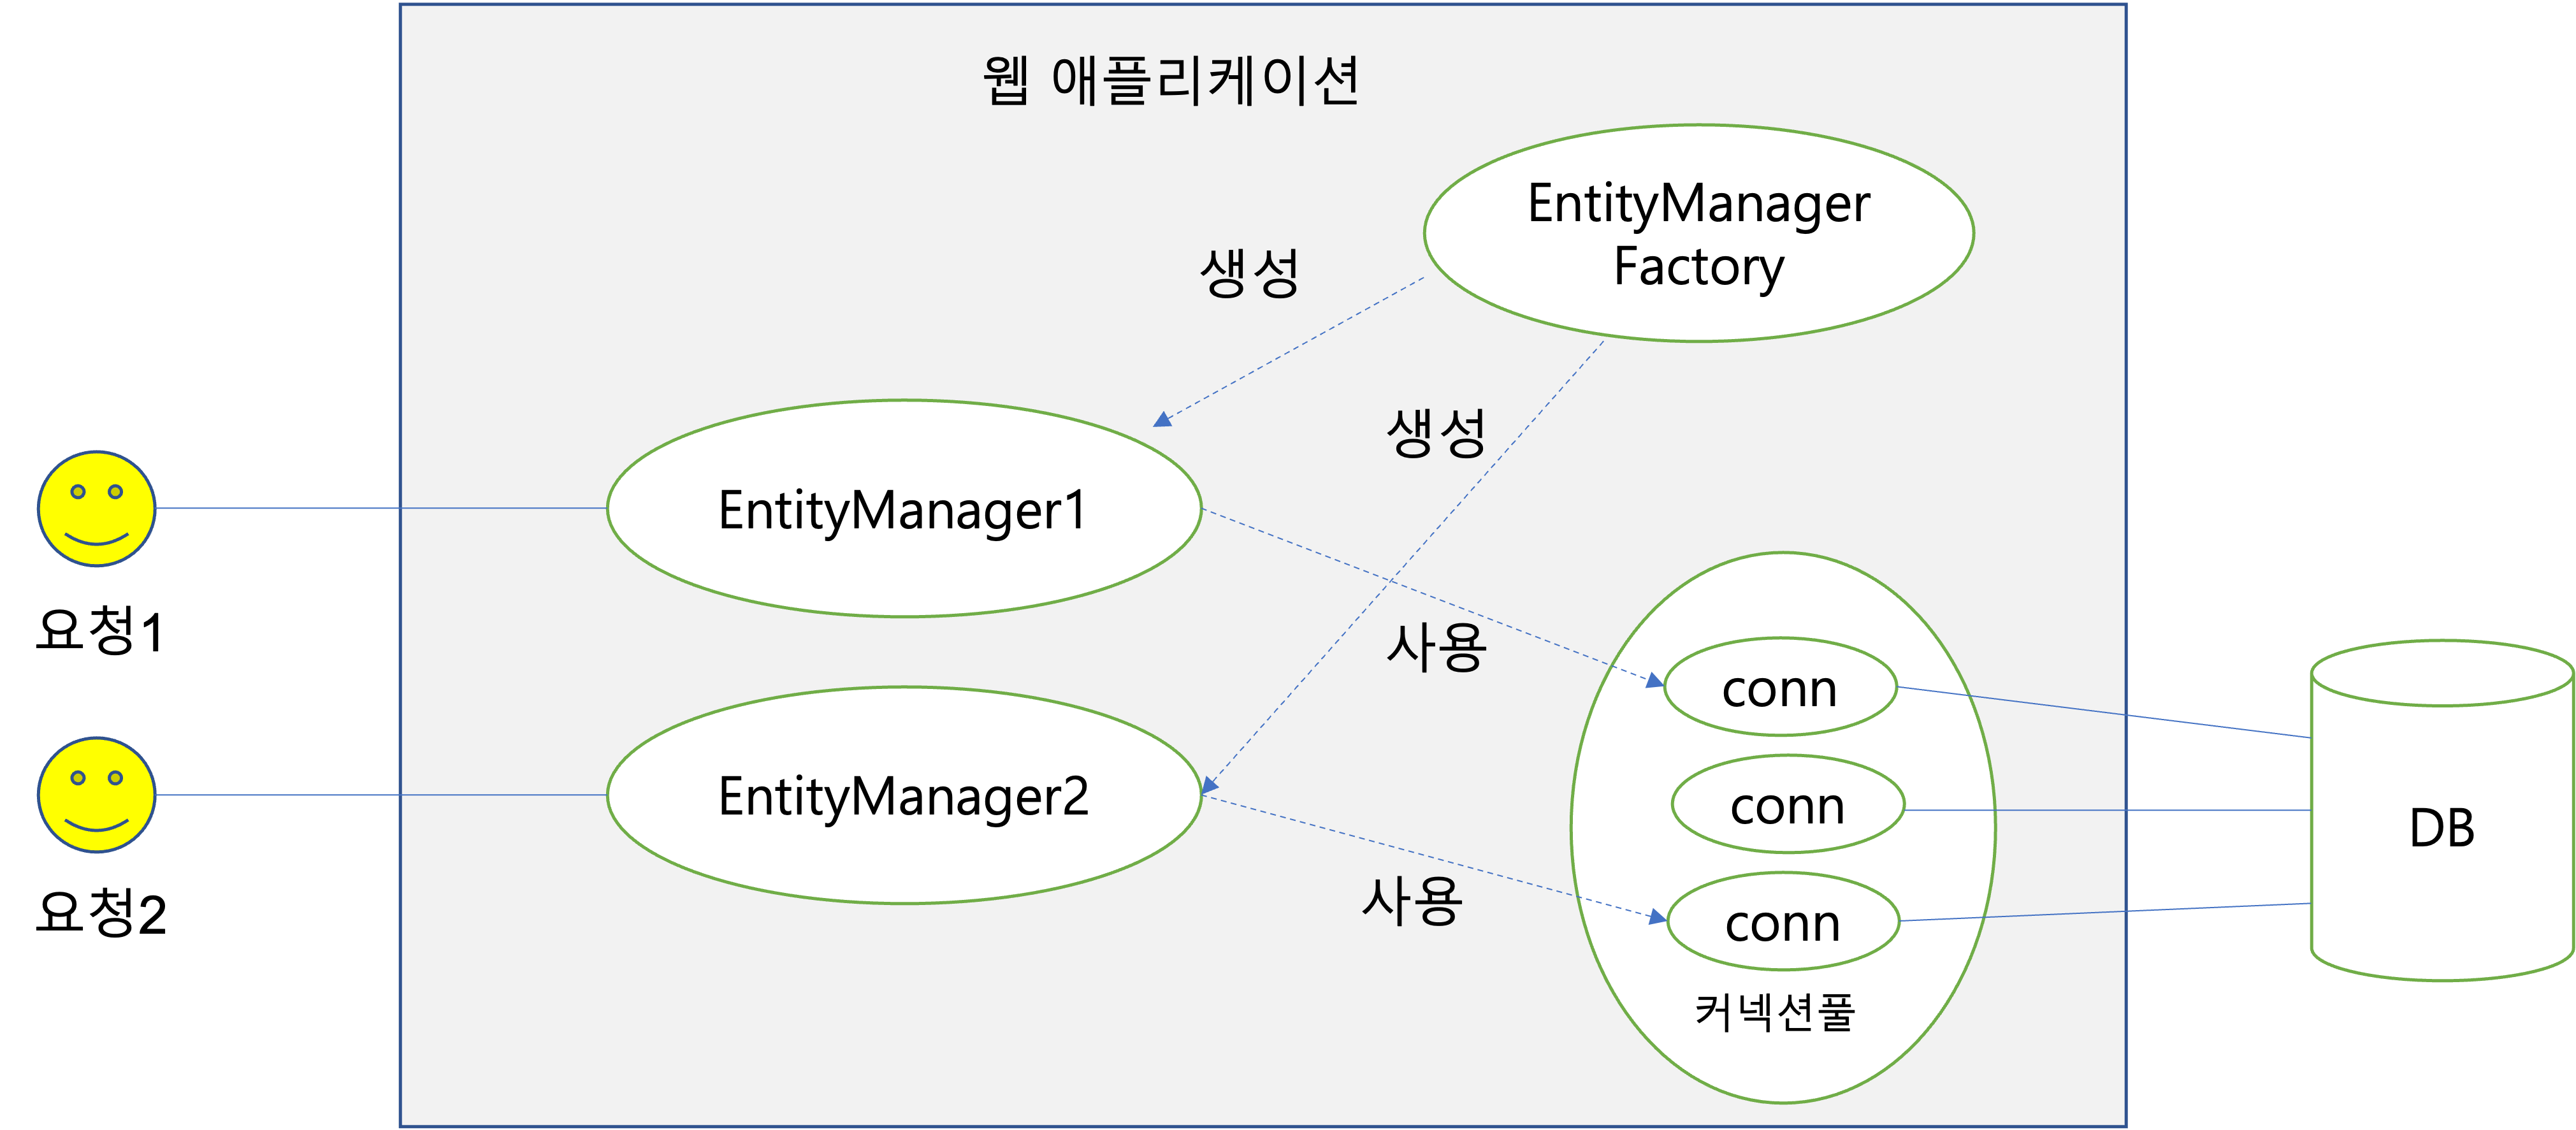 웹 애플리케이션
EntityManager
Factory
생성
생성
EntityManager1
요청1
사용
conn
EntityManager2
conn
DB
요청2
사용
conn
커넥션풀